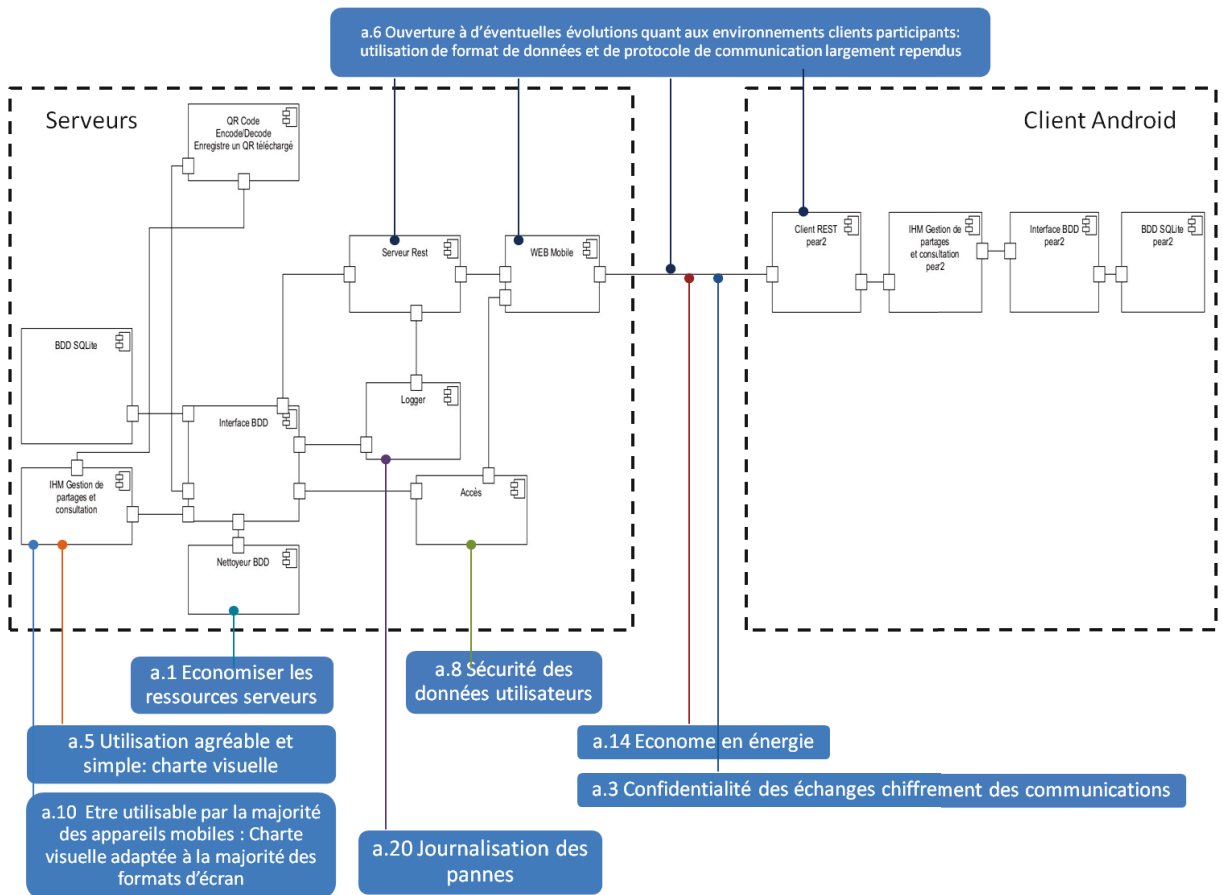 a.6 Ouverture à d’éventuelles évolutions quant aux environnements clients participants:
utilisation de format de données et de protocole de communication largement rependus
Serveurs
Client Android
QR Code
Encode/Decode
Enregistre un QR téléchargé
Serveur Rest
WEB Mobile
Client REST
pear2
IHM Gestion de
partages
et consultation
pear2
Interface BDD
pear2
BDD SQLite
pear2
BDD SQLite
Interface BDD
Logger
IHM Gestion de
partages et
consultation
Accès
Nettoyeur BDD
a.1 Economiser les
ressources serveurs
a.8 Sécurité des
données utilisateurs
a.5 Utilisation agréable et
simple: charte visuelle
a.14 Econome en énergie
a.3 Confidentialité des échanges chiffrement des communications
a.10 Etre utilisable par la majorité
des appareils mobiles : Charte
visuelle adaptée à la majorité des
formats d’écran
a.20 Journalisation des
pannes